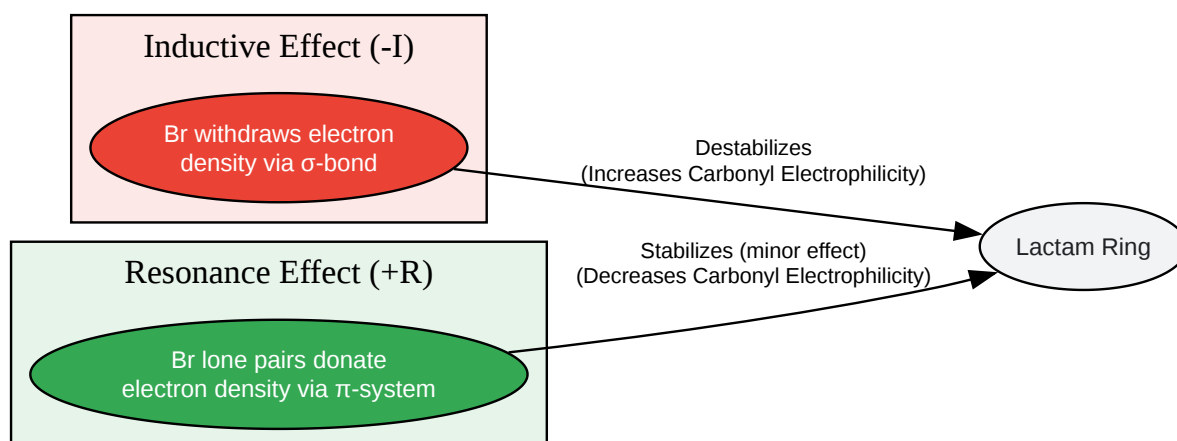 Inductive Effect (-I)
Br withdraws electron
density via σ-bond
Destabilizes
(Increases Carbonyl Electrophilicity)
Lactam Ring
Stabilizes (minor effect)
(Decreases Carbonyl Electrophilicity)
Resonance Effect (+R)
Br lone pairs donate
electron density via π-system